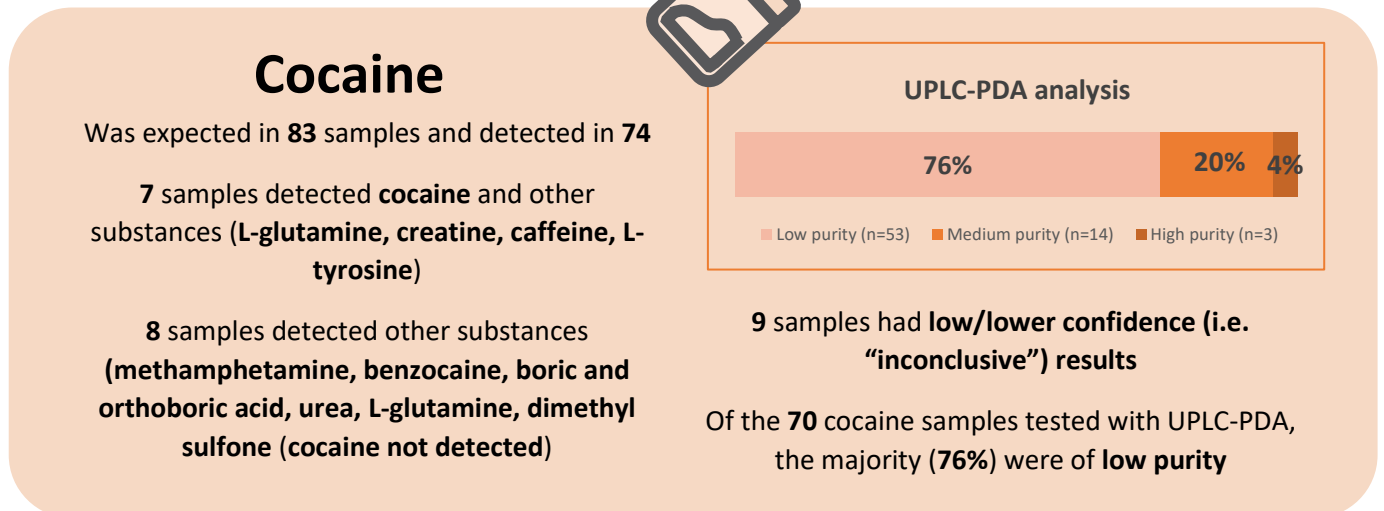 Cocaine
Was expected in 83 samples and detected in 74
7 samples detected cocaine and other
substances (L-glutamine, creatine, caffeine, L-
tyrosine)
8 samples detected other substances
(methamphetamine, benzocaine, boric and
orthoboric acid, urea, L-glutamine, dimethyl
sulfone (cocaine not detected)
UPLC-PDA analysis
76% 20% 4%
Low purity (n=53) Medium purity (n=14) High purity (n=3)
9 samples had low/lower confidence (i.e.
“inconclusive”) results
Of the 70 cocaine samples tested with UPLC-PDA,
the majority (76%) were of low purity